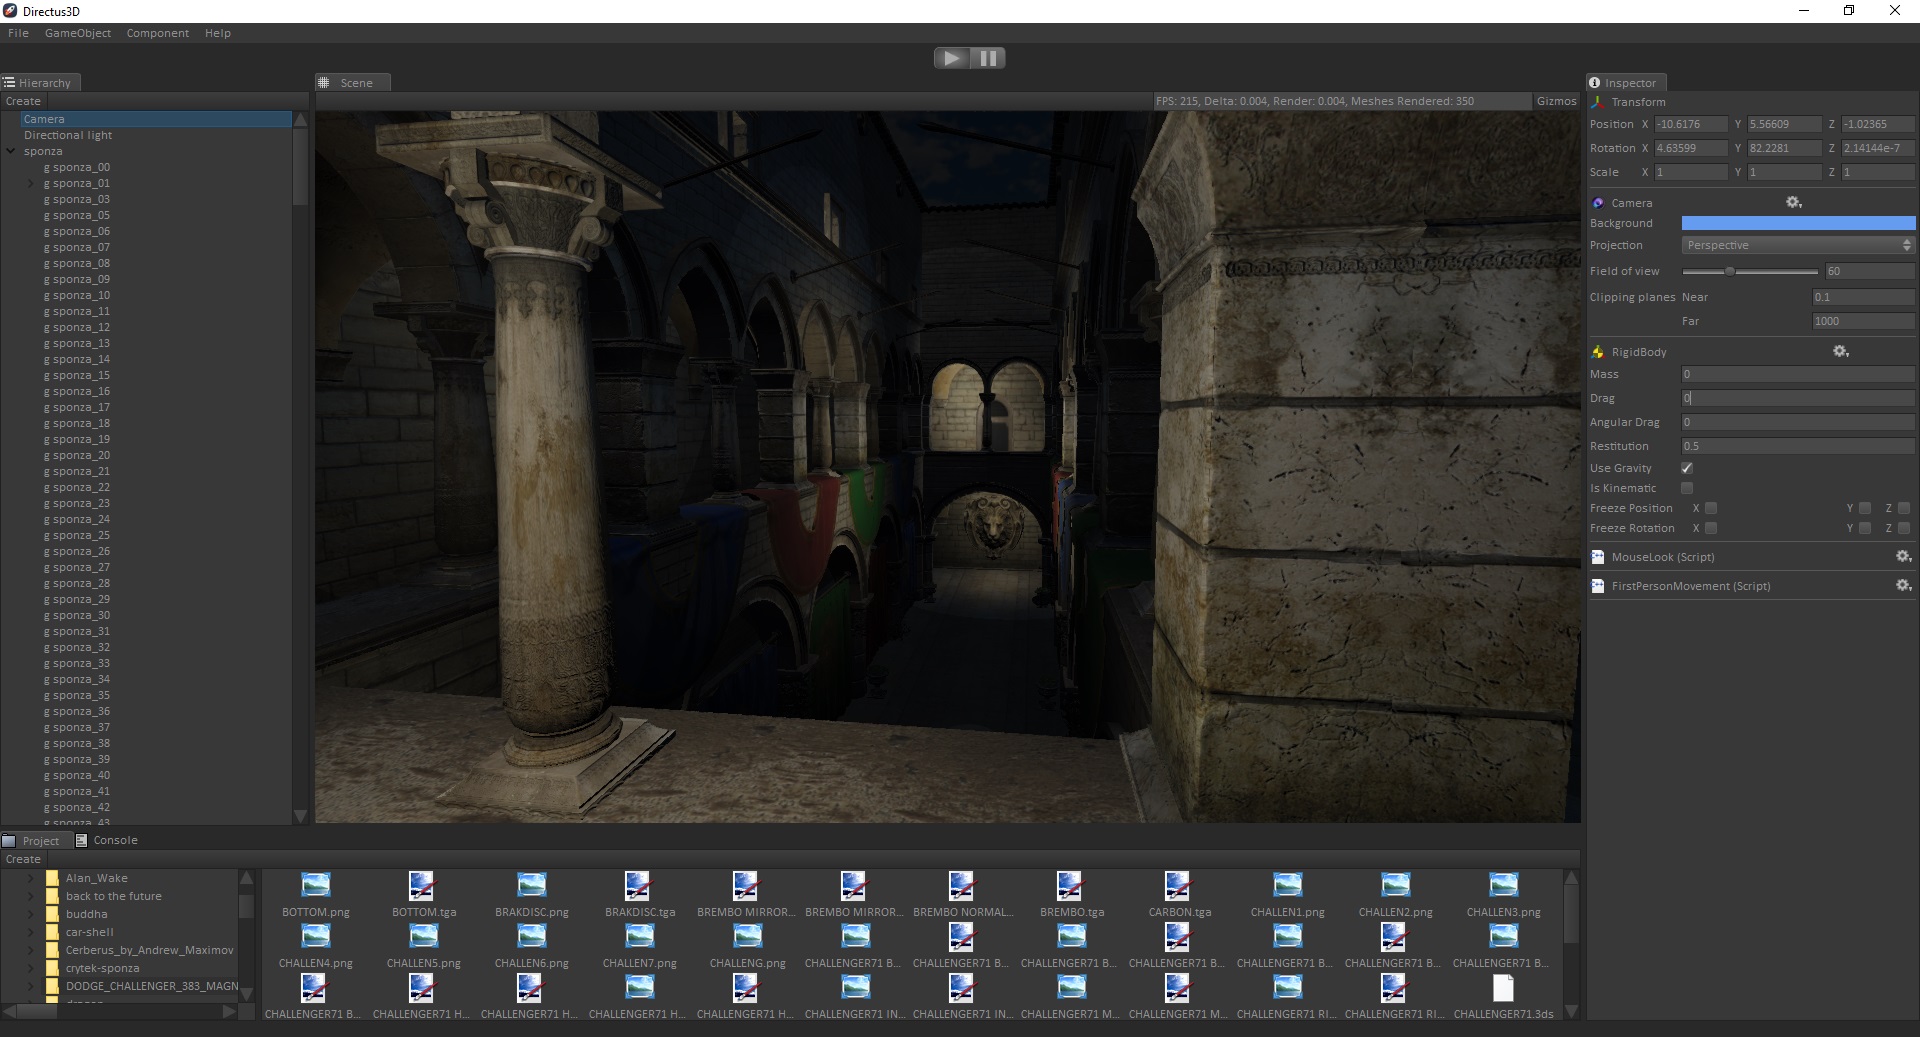 Directus3D
File GameObject Component Help
Hierarchy
Create
Camera
Directional light
sponza
g sponza_00
g sponza_01
g sponza_03
g sponza_05
g sponza_06
g sponza_07
g sponza_08
g sponza_09
g sponza_10
g sponza_11
g sponza_12
g sponza_13
g sponza_14
g sponza_15
g sponza_16
g sponza_17
g sponza_18
g sponza_19
g sponza_20
g sponza_21
g sponza_22
g sponza_23
g sponza_24
g sponza_25
g sponza_26
g sponza_27
g sponza_28
g sponza_29
g sponza_30
g sponza_31
g sponza_32
g sponza_33
g sponza_34
g sponza_35
g sponza_36
g sponza_37
g sponza_38
g sponza_39
g sponza_40
g sponza_41
g sponza_42
g sponza_43
Scene
FPS: 215, Delta: 0.004, Render: 0.004, Meshes Rendered: 350
Gizmos
Inspector
Transform
Position X -10.6176 Y 5.56609 Z -1.02365
Rotation X 4.63599 Y 82.2281 Z 2.14144e-7
Scale X 1 Y 1 Z 1
Camera
Background
Projection Perspective
Field of view 60
Clipping planes Near 0.1
Far 1000
RigidBody
Mass 0
Drag 0
Angular Drag 0
Restitution 0.5
Use Gravity
Is Kinematic
Freeze Position X Y Z
Freeze Rotation X Y Z
MouseLook (Script)
FirstPersonMovement (Script)
Project Console
Create
Alan_Wake
back to the future
buddha
car-shell
Cerberus_by_Andrew_Maximov
crytek-sponza
DODGE_CHALLENGER_383_MAGN
dragon
BOTTOM.png BOTTOM.tga BRAKDISC.png BRAKDISC.tga BREMBO MIRROR... BREMBO MIRROR... BREMBO NORMAL... BREMBO.tga CARBON.tga CHALLEN1.png CHALLEN2.png CHALLEN3.png
CHALLEN4.png CHALLEN5.png CHALLEN6.png CHALLEN7.png CHALLENG.png CHALLENGER71 B... CHALLENGER71 B... CHALLENGER71 B... CHALLENGER71 B... CHALLENGER71 B... CHALLENGER71 B... CHALLENGER71 B...
CHALLENGER71 B... CHALLENGER71 H... CHALLENGER71 H... CHALLENGER71 H... CHALLENGER71 H... CHALLENGER71 IN... CHALLENGER71 IN... CHALLENGER71 M... CHALLENGER71 M... CHALLENGER71 RI... CHALLENGER71 RI... CHALLENGER71.3ds